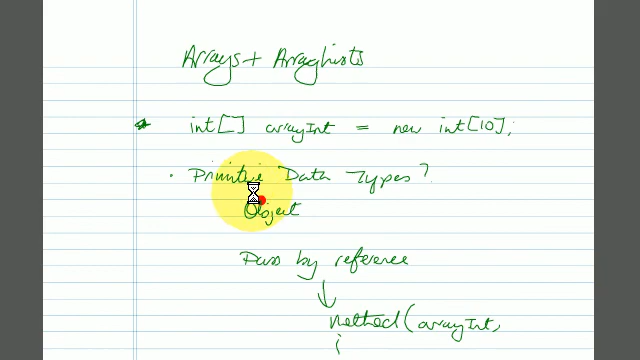 Arrays + Arraylists
* int[] arrayInt = new int[10];
· Primitive Data Types?
Object
Pass by reference
↓
method(arrayInt,
i